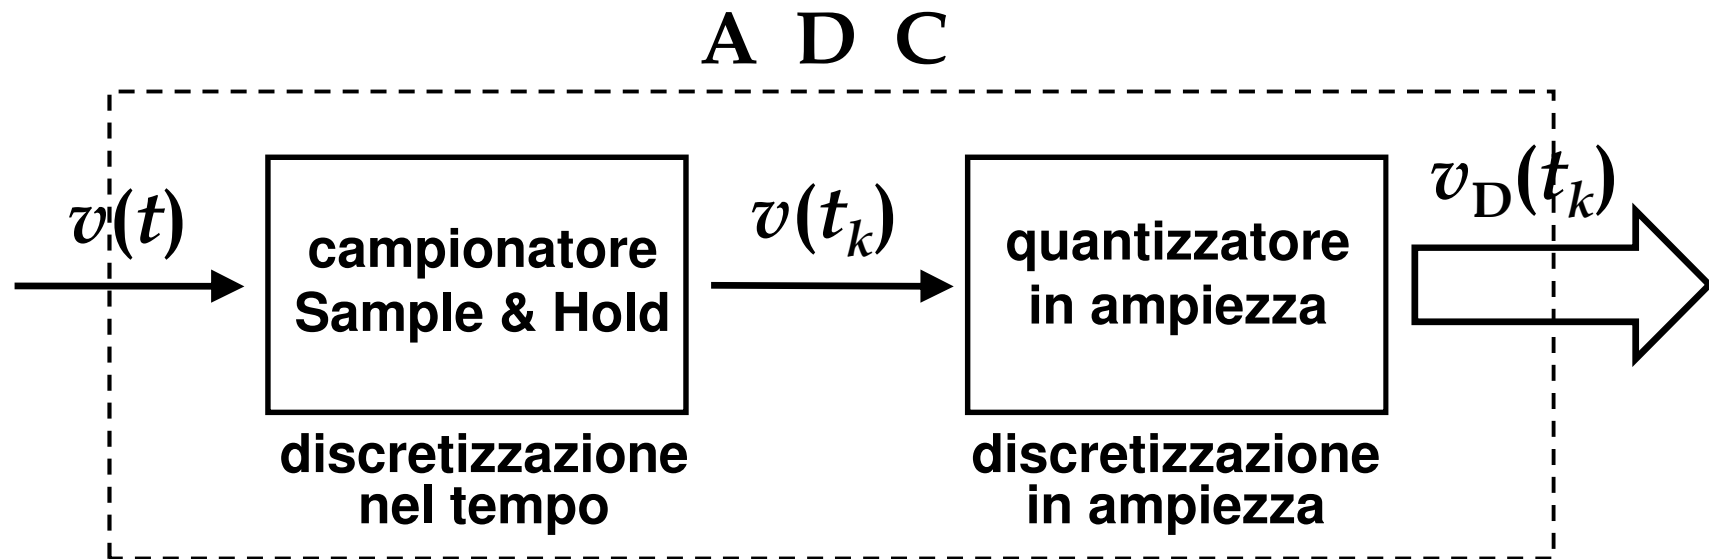 A D C
v(t)
campionatore
Sample & Hold
discretizzazione
nel tempo
v(t_k)
quantizzatore
in ampiezza
discretizzazione
in ampiezza
v_D(t_k)